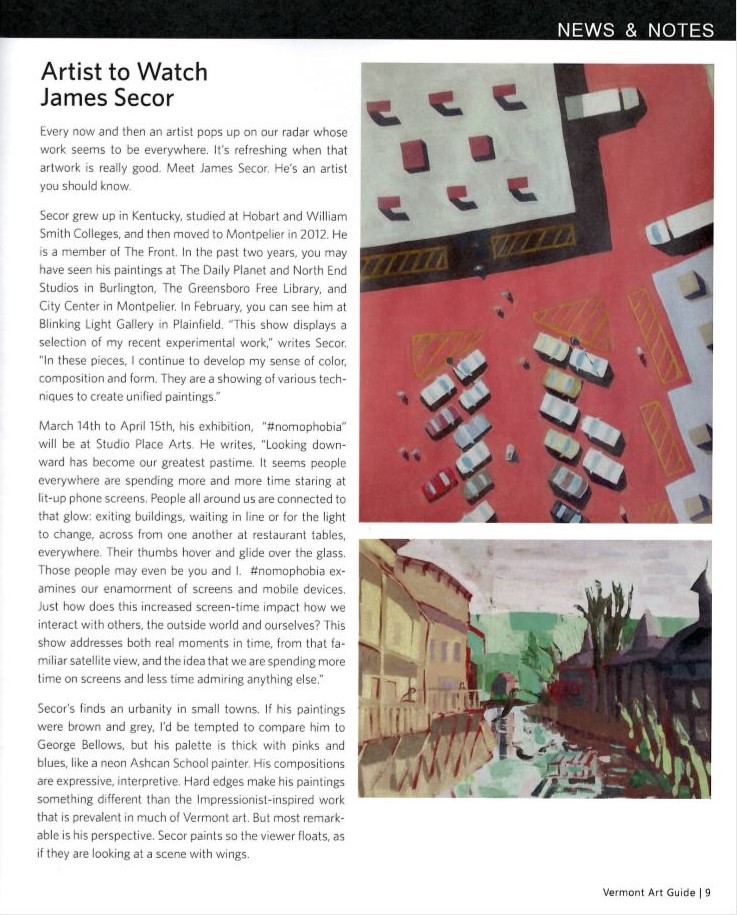 NEWS & NOTES
Artist to Watch
James Secor
Every now and then an artist pops up on our radar whose
work seems to be everywhere. It's refreshing when that
artwork is really good. Meet James Secor. He's an artist
you should know.
Secor grew up in Kentucky, studied at Hobart and William
Smith Colleges, and then moved to Montpelier in 2012. He
is a member of The Front. In the past two years, you may
have seen his paintings at The Daily Planet and North End
Studios in Burlington, The Greensboro Free Library, and
City Center in Montpelier. In February, you can see him at
Blinking Light Gallery in Plainfield. "This show displays a
selection of my recent experimental work," writes Secor.
"In these pieces, I continue to develop my sense of color,
composition and form. They are a showing of various tech-
niques to create unified paintings."
March 14th to April 15th, his exhibition, "#nomophobia"
will be at Studio Place Arts. He writes, "Looking down-
ward has become our greatest pastime. It seems people
everywhere are spending more and more time staring at
lit-up phone screens. People all around us are connected to
that glow: exiting buildings, waiting in line or for the light
to change, across from one another at restaurant tables,
everywhere. Their thumbs hover and glide over the glass.
Those people may even be you and I. #nomophobia ex-
amines our enamorment of screens and mobile devices.
Just how does this increased screen-time impact how we
interact with others, the outside world and ourselves? This
show addresses both real moments in time, from that fa-
miliar satellite view, and the idea that we are spending more
time on screens and less time admiring anything else."
Secor's finds an urbanity in small towns. If his paintings
were brown and grey, I'd be tempted to compare him to
George Bellows, but his palette is thick with pinks and
blues, like a neon Ashcan School painter. His compositions
are expressive, interpretive. Hard edges make his paintings
something different than the Impressionist-inspired work
that is prevalent in much of Vermont art. But most remark-
able is his perspective. Secor paints so the viewer floats, as
if they are looking at a scene with wings.
Vermont Art Guide | 9